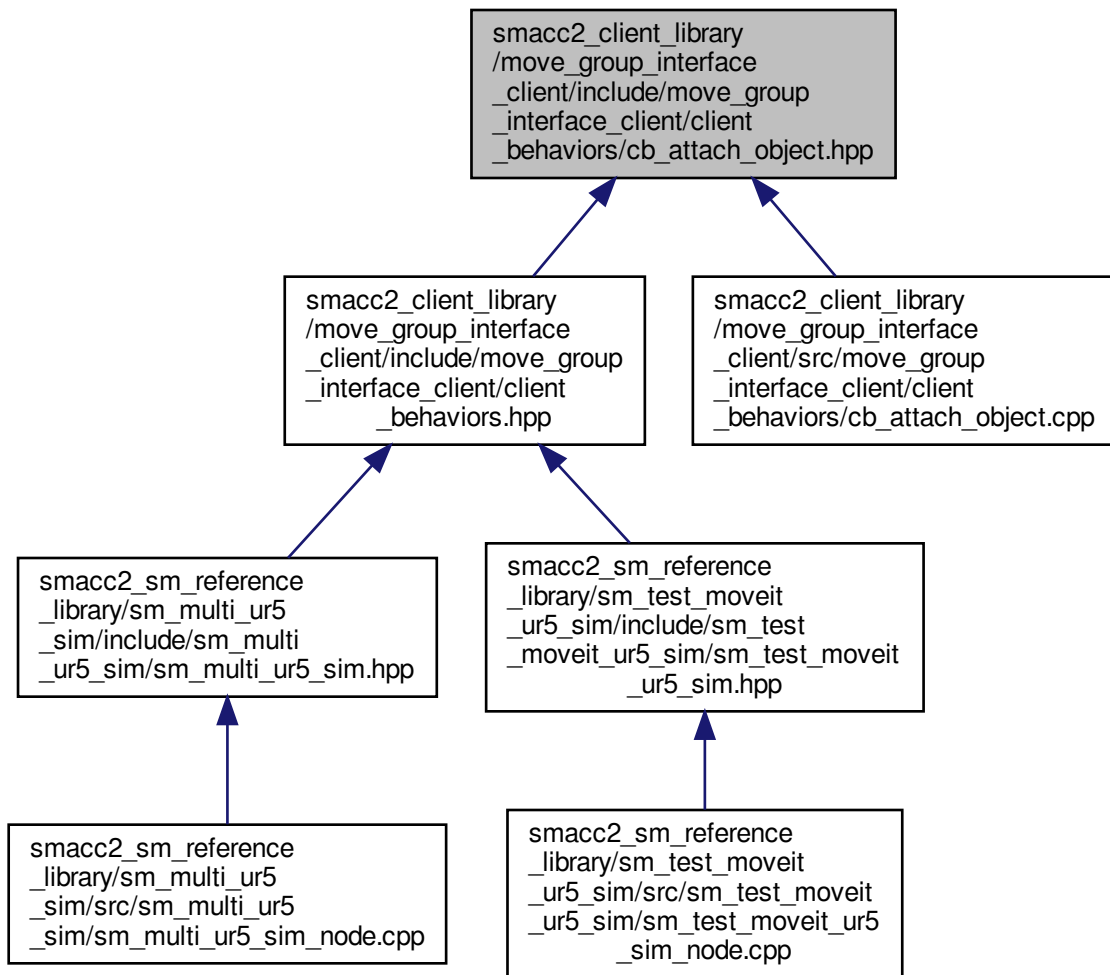 smacc2_client_library
/move_group_interface
_client/include/move_group
_interface_client/client
_behaviors/cb_attach_object.hpp
smacc2_client_library
/move_group_interface
_client/include/move_group
_interface_client/client
_behaviors.hpp
smacc2_client_library
/move_group_interface
_client/src/move_group
_interface_client/client
_behaviors/cb_attach_object.cpp
smacc2_sm_reference
_library/sm_multi_ur5
_sim/include/sm_multi
_ur5_sim/sm_multi_ur5_sim.hpp
smacc2_sm_reference
_library/sm_test_moveit
_ur5_sim/include/sm_test
_moveit_ur5_sim/sm_test_moveit
_ur5_sim.hpp
smacc2_sm_reference
_library/sm_multi_ur5
_sim/src/sm_multi_ur5
_sim/sm_multi_ur5_sim_node.cpp
smacc2_sm_reference
_library/sm_test_moveit
_ur5_sim/src/sm_test_moveit
_ur5_sim/sm_test_moveit_ur5
_sim_node.cpp